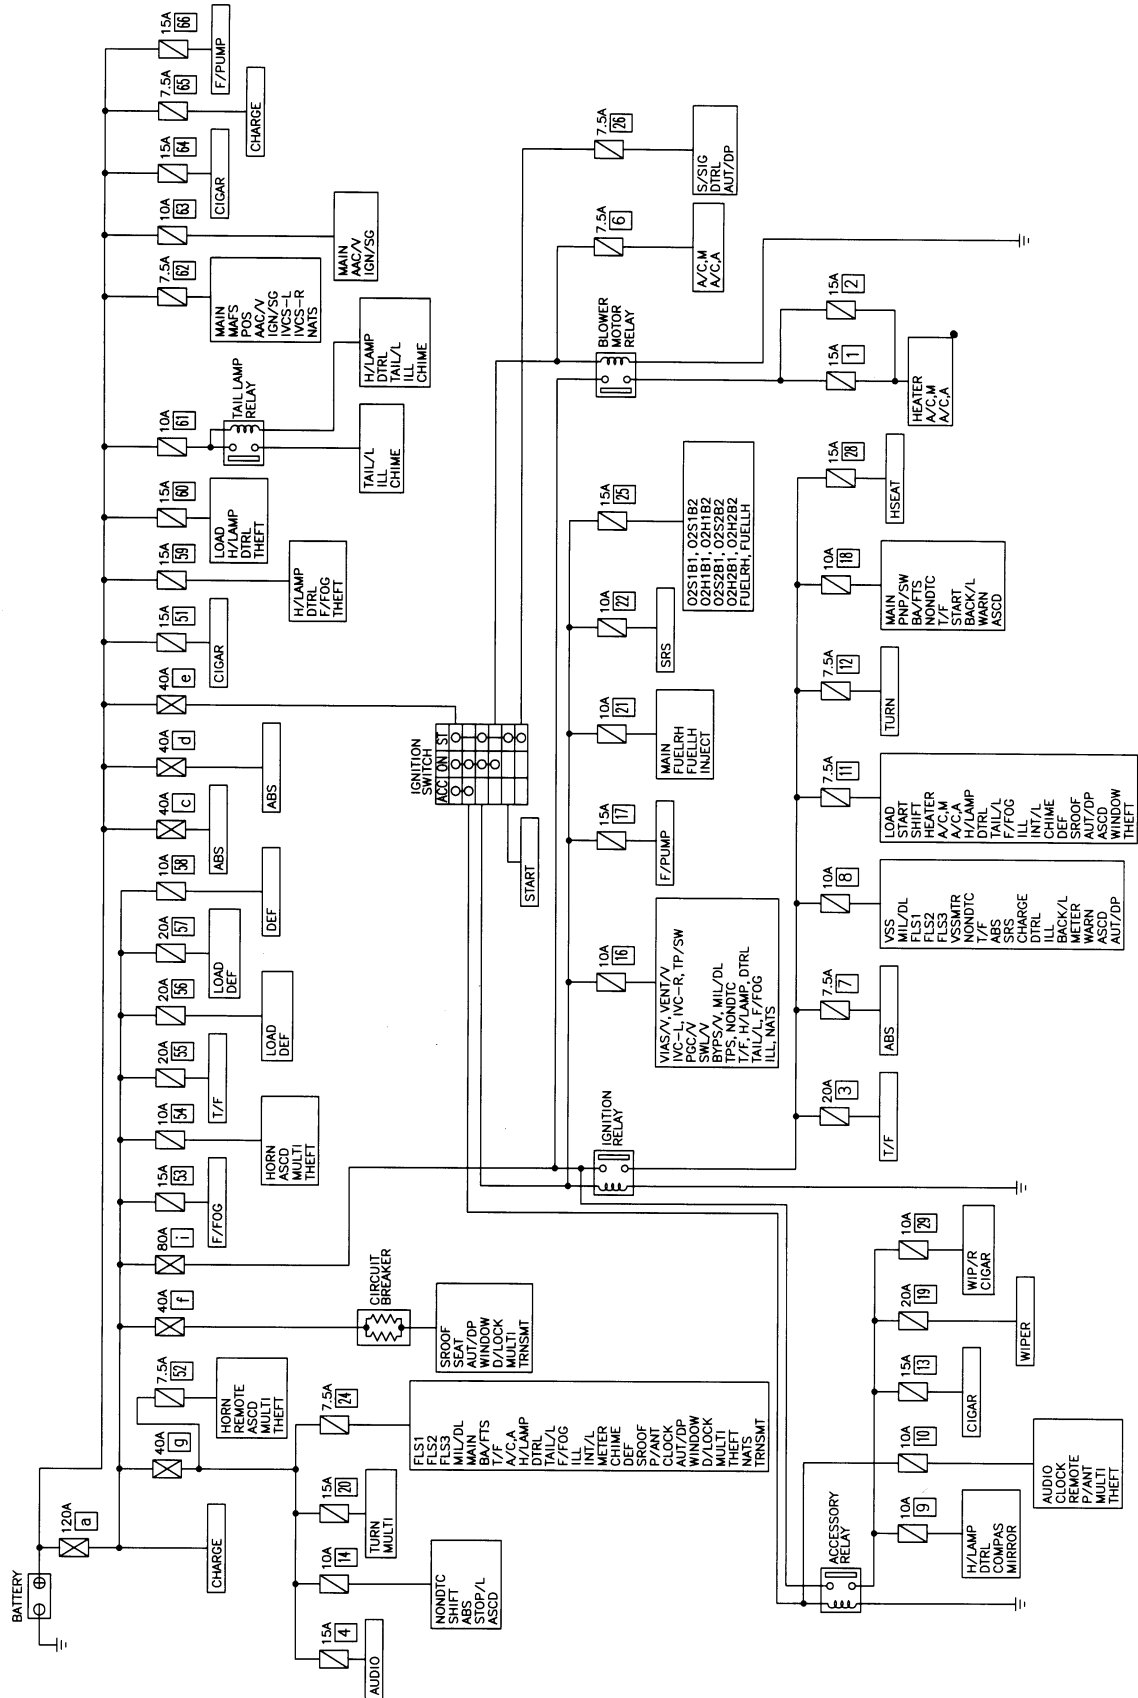 BATTERY
120A
a
CHARGE
40A
g
7.5A
52
HORN
REMOTE
ASCD
MULTI
THEFT
40A
f
CIRCUIT
BREAKER
SROOF
SEAT
AUT/DP
WINDOW
D/LOCK
MULTI
TRNSMT
80A
i
15A
53
F/FOG
10A
54
HORN
ASCD
MULTI
THEFT
20A
55
T/F
20A
56
LOAD
DEF
20A
57
LOAD
DEF
10A
58
DEF
40A
c
ABS
40A
d
ABS
40A
e
15A
51
CIGAR
15A
59
H/LAMP
DTRL
F/FOG
THEFT
15A
60
LOAD
H/LAMP
DTRL
THEFT
10A
61
TAIL LAMP
RELAY
TAIL/L
ILL
CHIME
H/LAMP
DTRL
TAIL/L
ILL
CHIME
7.5A
62
MAIN
MAFS
POS
AAC/V
IGN/SG
IVCS-L
IVCS-R
NATS
10A
63
MAIN
AAC/V
IGN/SG
15A
64
CIGAR
7.5A
65
CHARGE
15A
66
F/PUMP
15A
4
AUDIO
10A
14
NONDTC
SHIFT
ABS
STOP/L
ASCD
15A
20
TURN
MULTI
7.5A
24
FLS1
FLS2
FLS3
MIL/DL
MAIN
BA/FTS
T/F
A/C,A
H/LAMP
DTRL
TAIL/L
F/FOG
ILL
INT/L
METER
CHIME
DEF
SROOF
P/ANT
CLOCK
AUT/DP
WINDOW
D/LOCK
MULTI
THEFT
NATS
TRNSMT
IGNITION
SWITCH
ACC
ON
ST
START
IGNITION
RELAY
10A
16
VIAS/V, VENT/V
IVC-L, IVC-R, TP/SW
PGC/V
SWL/V
BYPS/V, MIL/DL
TPS, NONDTC
T/F, H/LAMP, DTRL
TAIL/L, F/FOG
ILL, NATS
15A
17
F/PUMP
10A
21
MAIN
FUELRH
FUELLH
INJECT
10A
22
SRS
15A
25
O2S1B1, O2S1B2
O2H1B1, O2H1B2
O2S2B1, O2S2B2
O2H2B1, O2H2B2
FUELRH, FUELLH
BLOWER
MOTOR
RELAY
7.5A
6
A/C,M
A/C,A
7.5A
26
S/SIG
DTRL
AUT/DP
ACCESSORY
RELAY
10A
9
H/LAMP
DTRL
COMPAS
MIRROR
10A
10
AUDIO
CLOCK
REMOTE
P/ANT
MULTI
THEFT
15A
13
CIGAR
20A
19
WIPER
10A
29
WIP/R
CIGAR
20A
3
T/F
7.5A
7
ABS
10A
8
VSS
MIL/DL
FLS1
FLS2
FLS3
VSSMTR
NONDTC
T/F
ABS
SRS
CHARGE
DTRL
ILL
BACK/L
METER
WARN
ASCD
AUT/DP
7.5A
11
LOAD
START
SHIFT
HEATER
A/C,M
A/C,A
H/LAMP
DTRL
TAIL/L
F/FOG
ILL
INT/L
CHIME
DEF
SROOF
AUT/DP
ASCD
WINDOW
THEFT
7.5A
12
TURN
10A
18
MAIN
PNP/SW
BA/FTS
NONDTC
T/F
START
BACK/L
WARN
ASCD
15A
28
HSEAT
15A
1
15A
2
HEATER
A/C,M
A/C,A